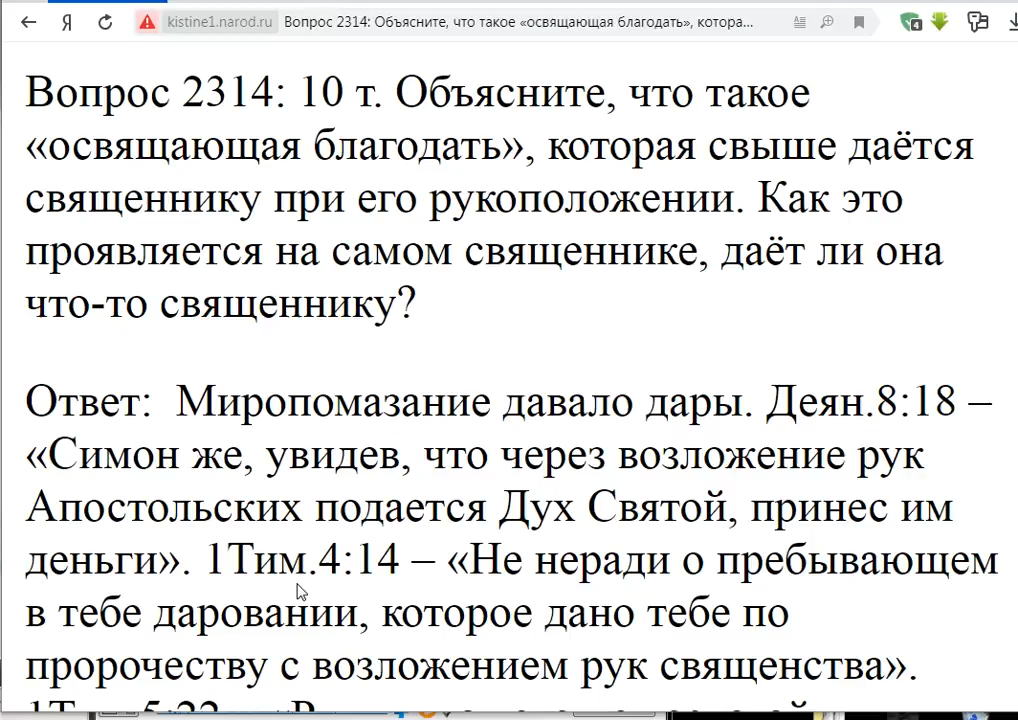 Я
kistine1.narod.ru Вопрос 2314: Объясните, что такое «освящающая благодать», котора...
4
Вопрос 2314: 10 т. Объясните, что такое
«освящающая благодать», которая свыше даётся
священнику при его рукоположении. Как это
проявляется на самом священнике, даёт ли она
что-то священнику?
Ответ: Миропомазание давало дары. Деян.8:18 –
«Симон же, увидев, что через возложение рук
Апостольских подается Дух Святой, принес им
деньги». 1Тим.4:14 – «Не неради о пребывающем
в тебе даровании, которое дано тебе по
пророчеству с возложением рук священства».